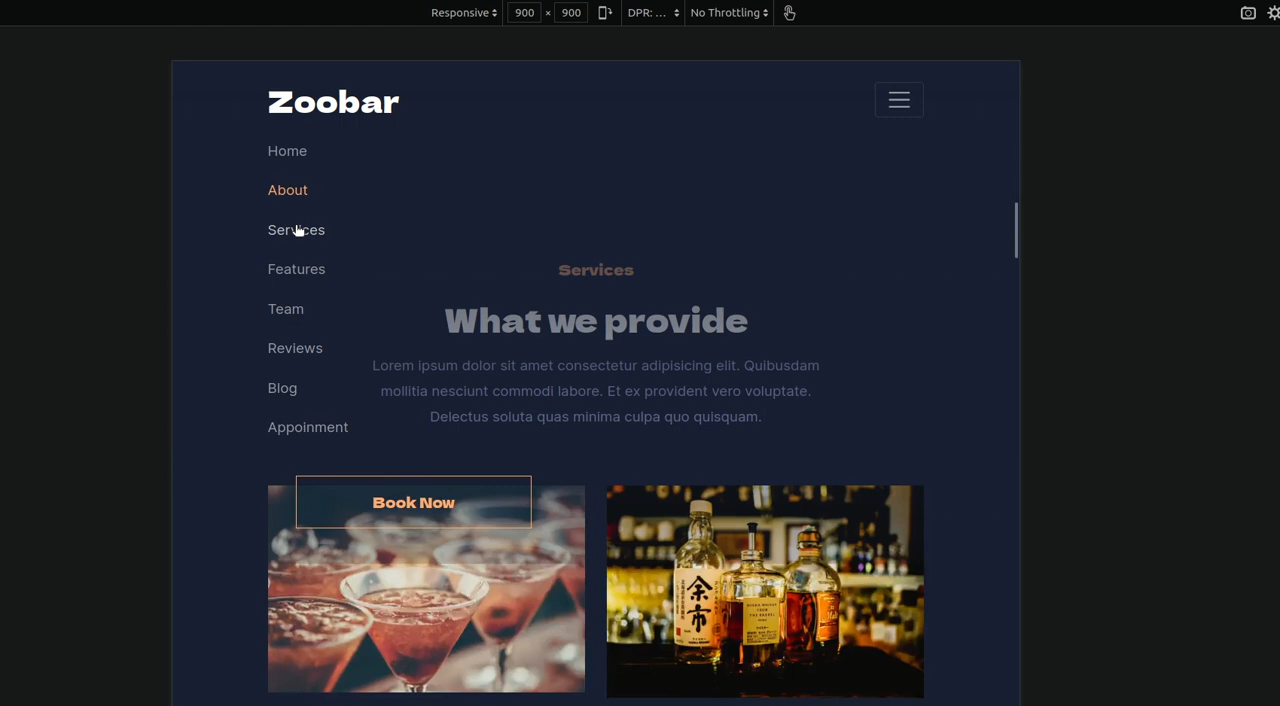 Responsive 900 × 900 DPR: ... No Throttling
Zoobar
Home
About
Services
Features
Team
Reviews
Blog
Appoinment
Services
What we provide
Lorem ipsum dolor sit amet consectetur adipisicing elit. Quibusdam
mollitia nesciunt commodi labore. Et ex provident vero voluptate.
Delectus soluta quas minima culpa quo quisquam.
Book Now
余市